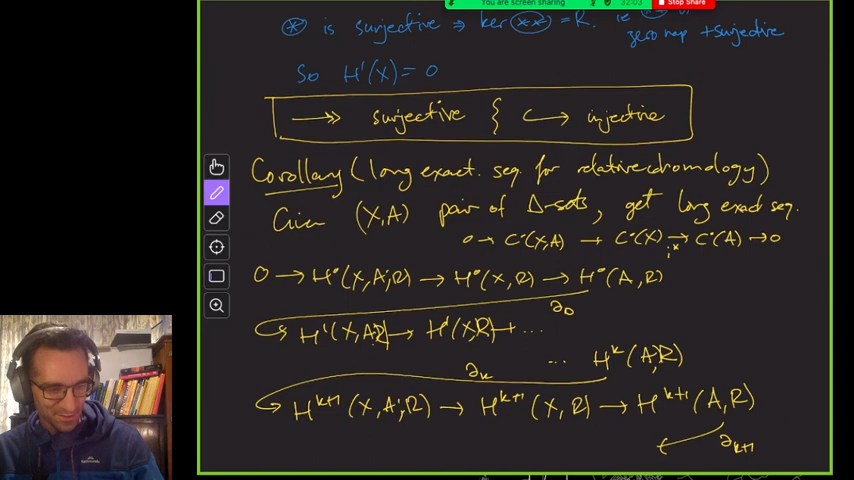 You are screen sharing 32:03 Stop Share
⊛ is surjective ⇒ ker (**) = R. ie
zero map + surjective
So H'(X) = 0
⟶» surjective { ↪ injective
Corollary (long exact. seq. for relative cohomology)
Given (X,A) pair of Δ-sets, get long exact seq.
0 → C˙(X,A) → C˙(X) → C˙(A) → 0
i*
0 → H⁰(X,A;R) → H⁰(X,R) → H⁰(A,R)
∂₀
H¹(X,A;R) → H¹(X,R) → ...
... Hᵏ(A;R)
∂ₖ
Hᵏ⁺¹(X,A;R) → Hᵏ⁺¹(X,R) → Hᵏ⁺¹(A,R)
∂ₖ₊₁